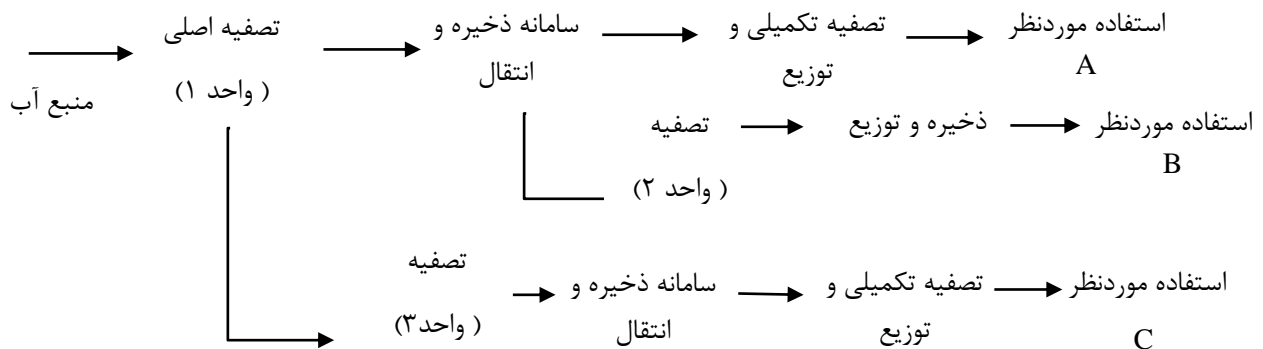 منبع آب
تصفیه اصلی
( واحد ۱)
سامانه ذخیره و
انتقال
تصفیه تکمیلی و
توزیع
استفاده موردنظر
A
تصفیه
( واحد ۲)
ذخیره و توزیع
استفاده موردنظر
B
تصفیه
( واحد۳)
سامانه ذخیره و
انتقال
تصفیه تکمیلی و
توزیع
استفاده موردنظر
C